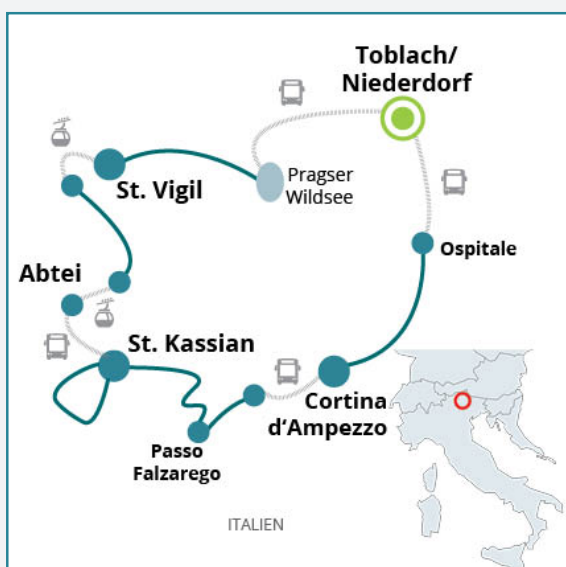 Toblach/
Niederdorf
St. Vigil
Pragser
Wildsee
Ospitale
Abtei
St. Kassian
Cortina
d‘Ampezzo
Passo
Falzarego
ITALIEN